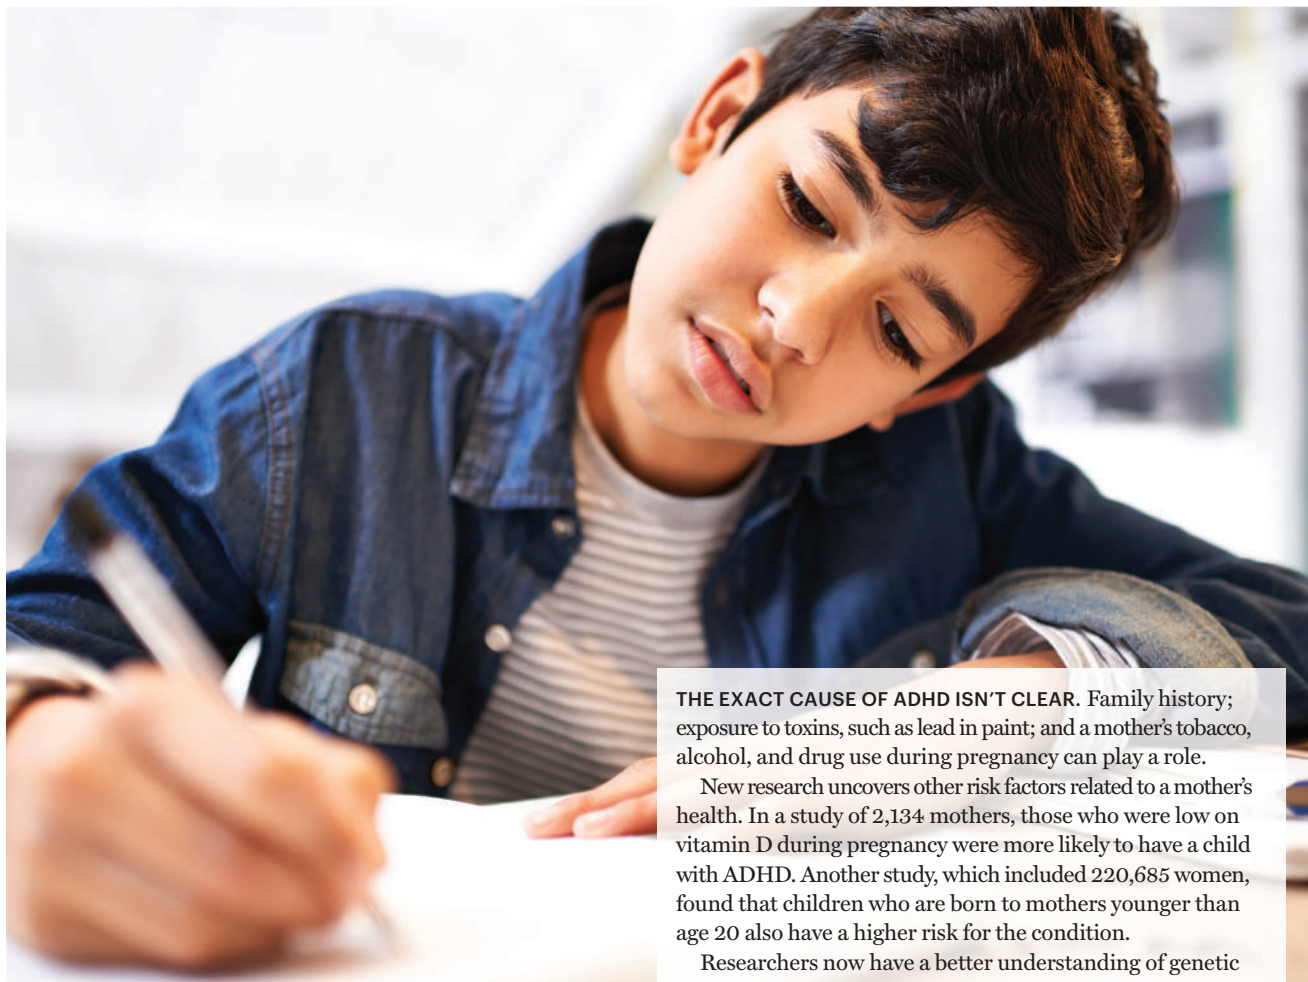 THE EXACT CAUSE OF ADHD ISN’T CLEAR. Family history;
exposure to toxins, such as lead in paint; and a mother’s tobacco,
alcohol, and drug use during pregnancy can play a role.
New research uncovers other risk factors related to a mother’s
health. In a study of 2,134 mothers, those who were low on
vitamin D during pregnancy were more likely to have a child
with ADHD. Another study, which included 220,685 women,
found that children who are born to mothers younger than
age 20 also have a higher risk for the condition.
Researchers now have a better understanding of genetic